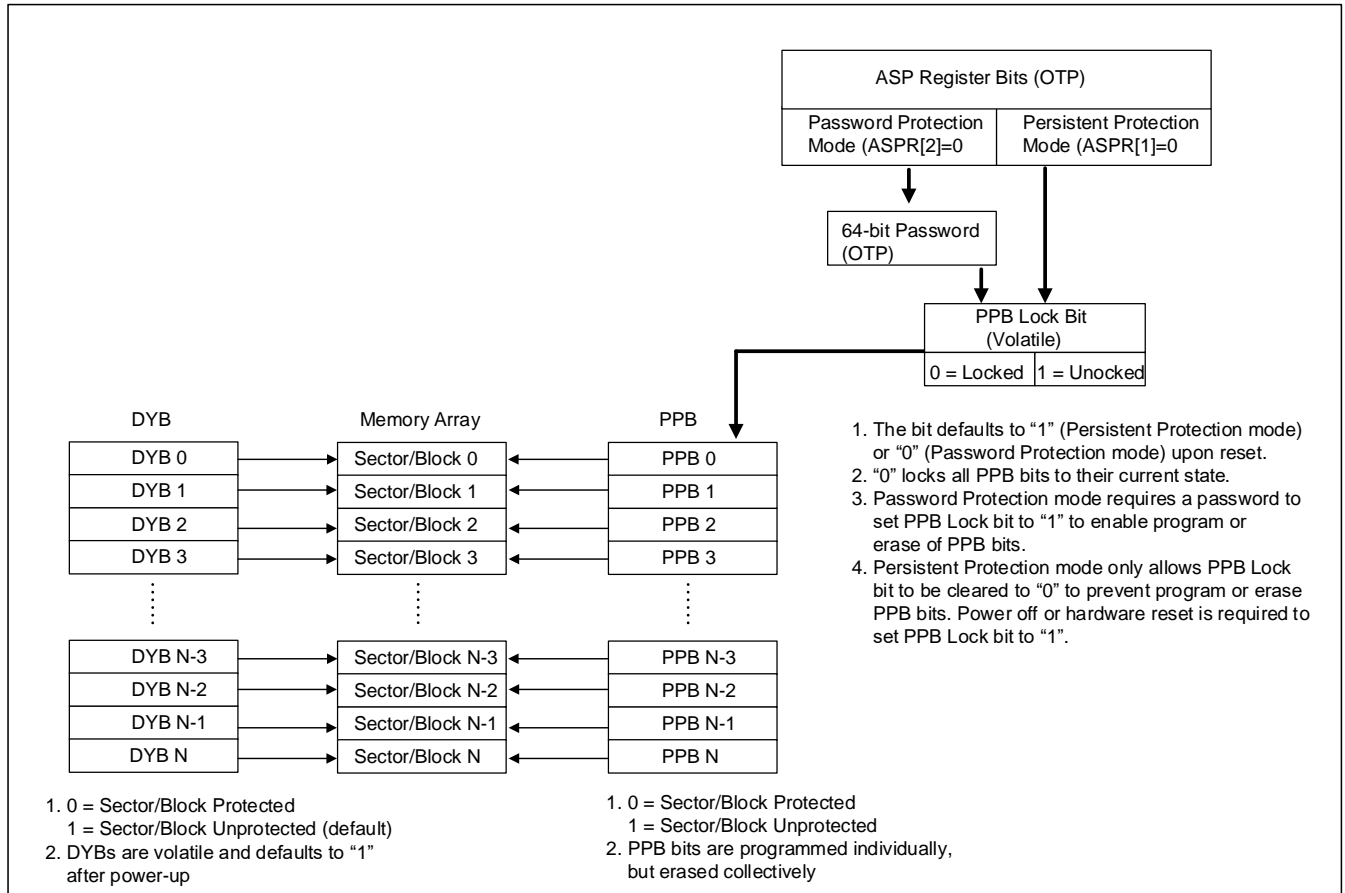 ASP Register Bits (OTP)
Password Protection
Mode (ASPR[2]=0
Persistent Protection
Mode (ASPR[1]=0
64-bit Password
(OTP)
PPB Lock Bit
(Volatile)
0 = Locked
1 = Unocked
1. The bit defaults to “1” (Persistent Protection mode)
or “0” (Password Protection mode) upon reset.
2. “0” locks all PPB bits to their current state.
3. Password Protection mode requires a password to
set PPB Lock bit to “1” to enable program or
erase of PPB bits.
4. Persistent Protection mode only allows PPB Lock
bit to be cleared to “0” to prevent program or erase
PPB bits. Power off or hardware reset is required to
set PPB Lock bit to “1”.
DYB Memory Array PPB
DYB 0 Sector/Block 0 PPB 0
DYB 1 Sector/Block 1 PPB 1
DYB 2 Sector/Block 2 PPB 2
DYB 3 Sector/Block 3 PPB 3
DYB N-3 Sector/Block N-3 PPB N-3
DYB N-2 Sector/Block N-2 PPB N-2
DYB N-1 Sector/Block N-1 PPB N-1
DYB N Sector/Block N PPB N
1. 0 = Sector/Block Protected
1 = Sector/Block Unprotected (default)
2. DYBs are volatile and defaults to “1”
after power-up
1. 0 = Sector/Block Protected
1 = Sector/Block Unprotected
2. PPB bits are programmed individually,
but erased collectively